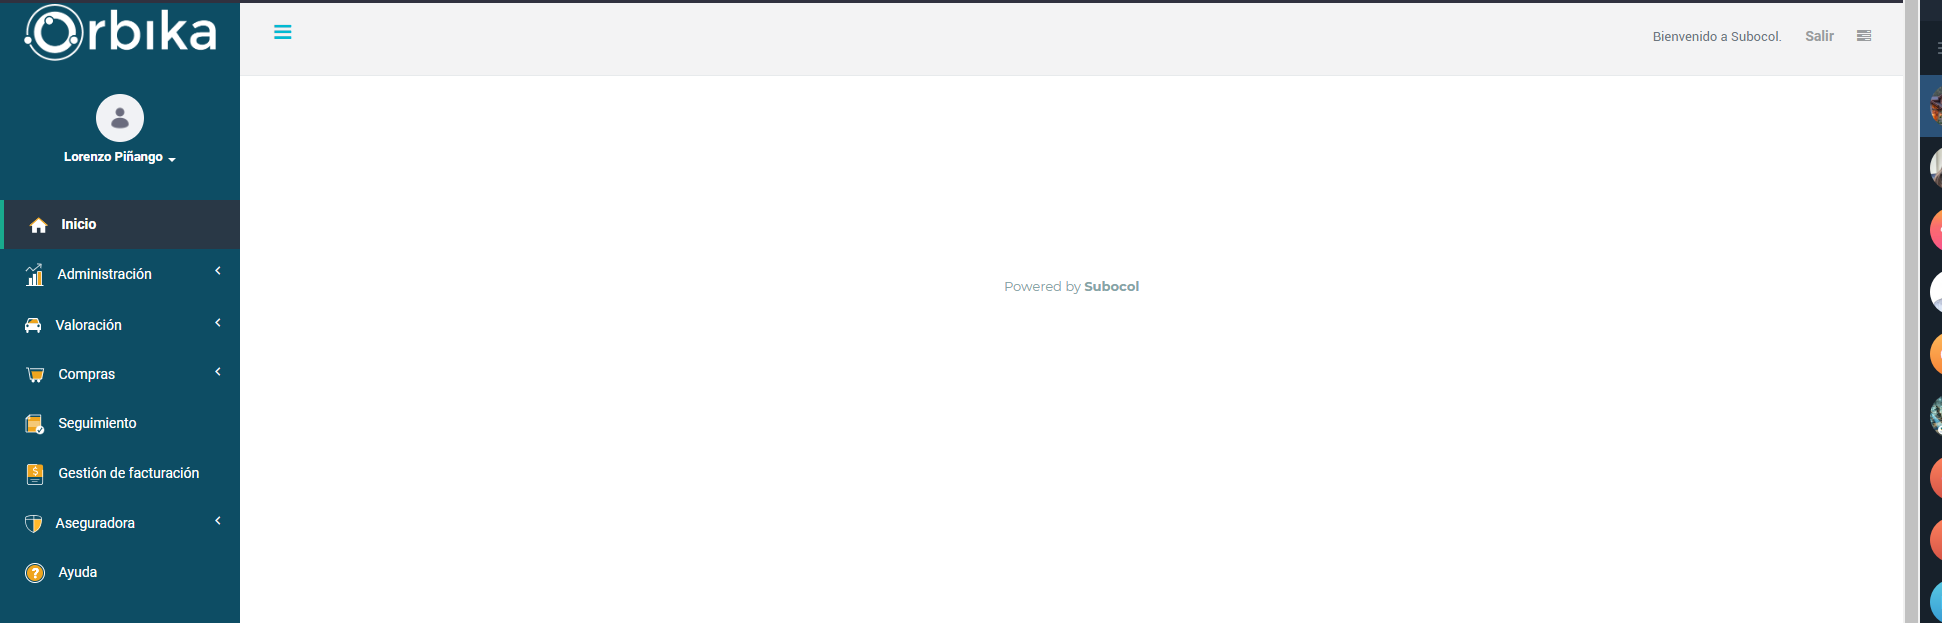 Orbika
Lorenzo Piñango
Inicio
Administración
Valoración
Compras
Seguimiento
Gestión de facturación
Aseguradora
Ayuda
Bienvenido a Subocol. Salir
Powered by Subocol